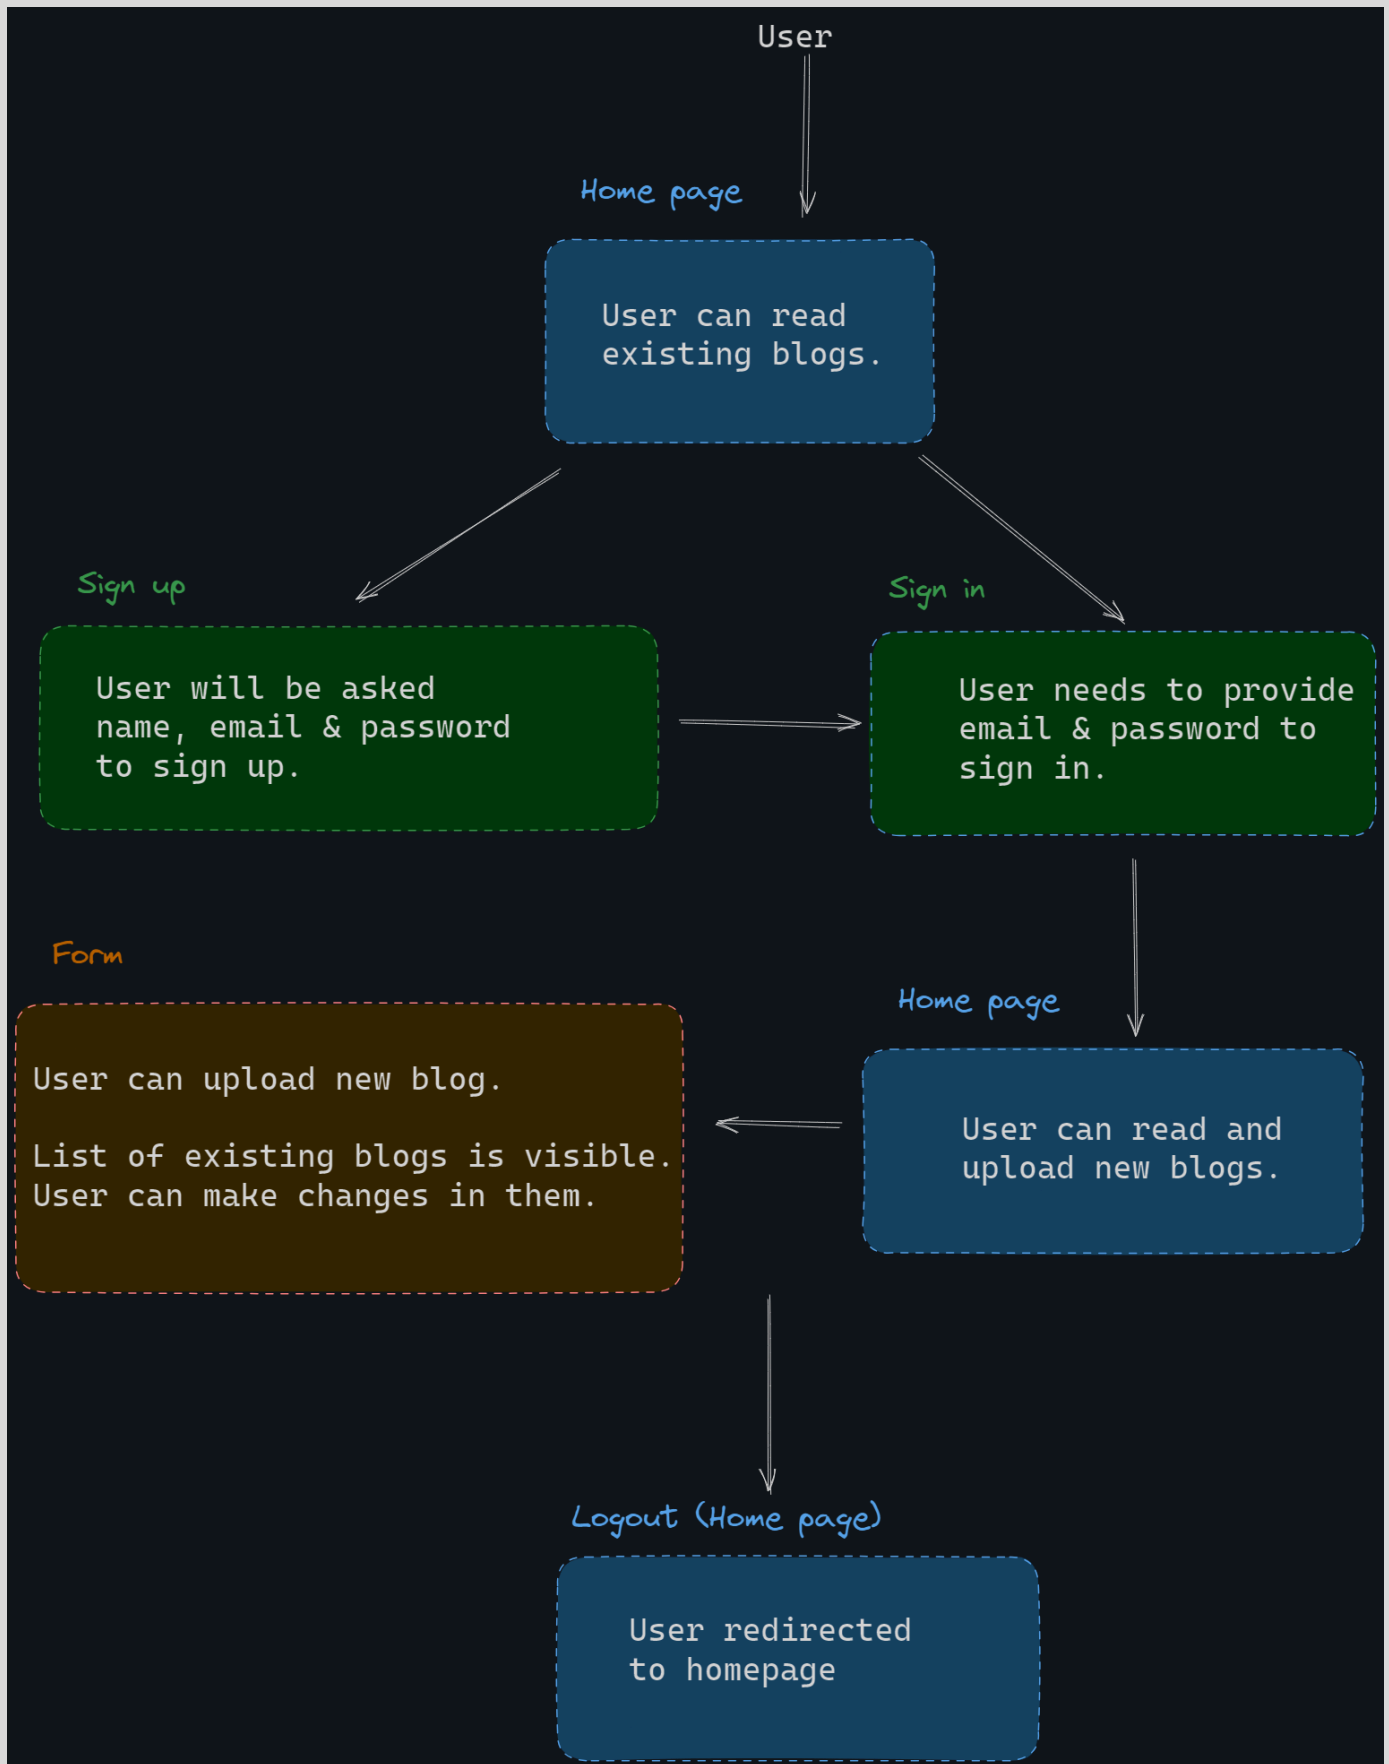 User
Home page
User can read
existing blogs.
Sign up
User will be asked
name, email & password
to sign up.
Sign in
User needs to provide
email & password to
sign in.
Form
User can upload new blog.
List of existing blogs is visible.
User can make changes in them.
Home page
User can read and
upload new blogs.
Logout (Home page)
User redirected
to homepage